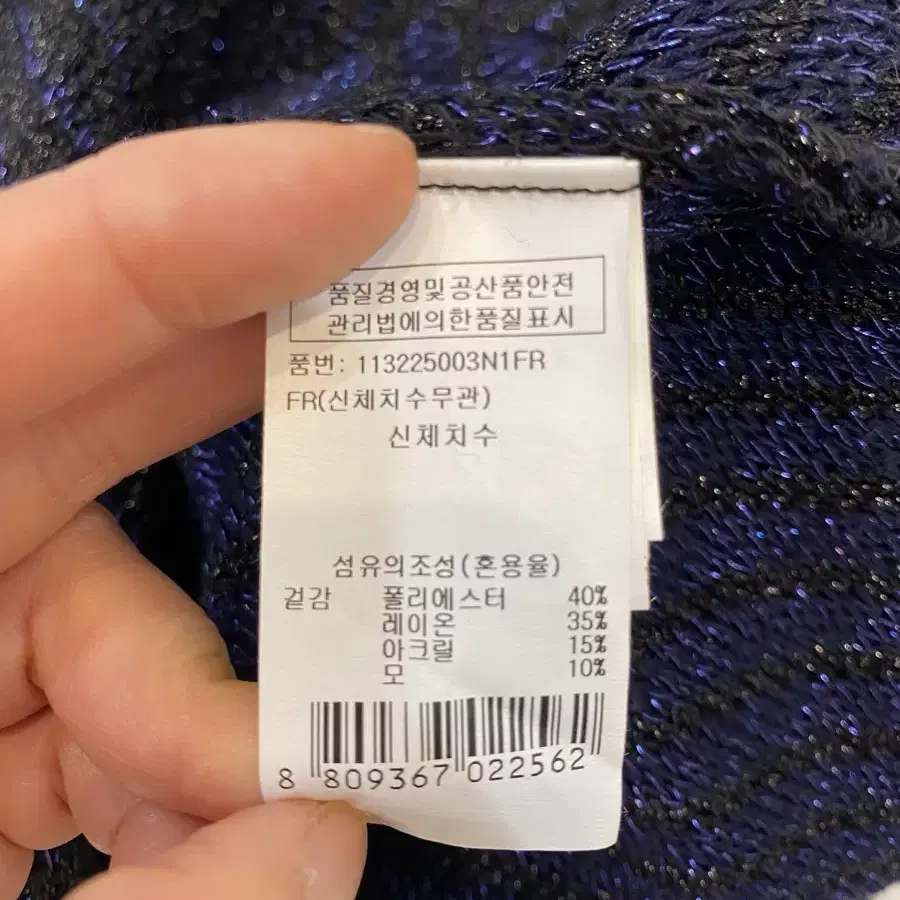 품질경영및공산품안전
관리법에의한품질표시
품번: 113225003N1FR
FR(신체치수무관)
신체치수
섬유의조성(혼용율)
겉감 폴리에스터 40%
레이온 35%
아크릴 15%
모 10%
8 809367 022562